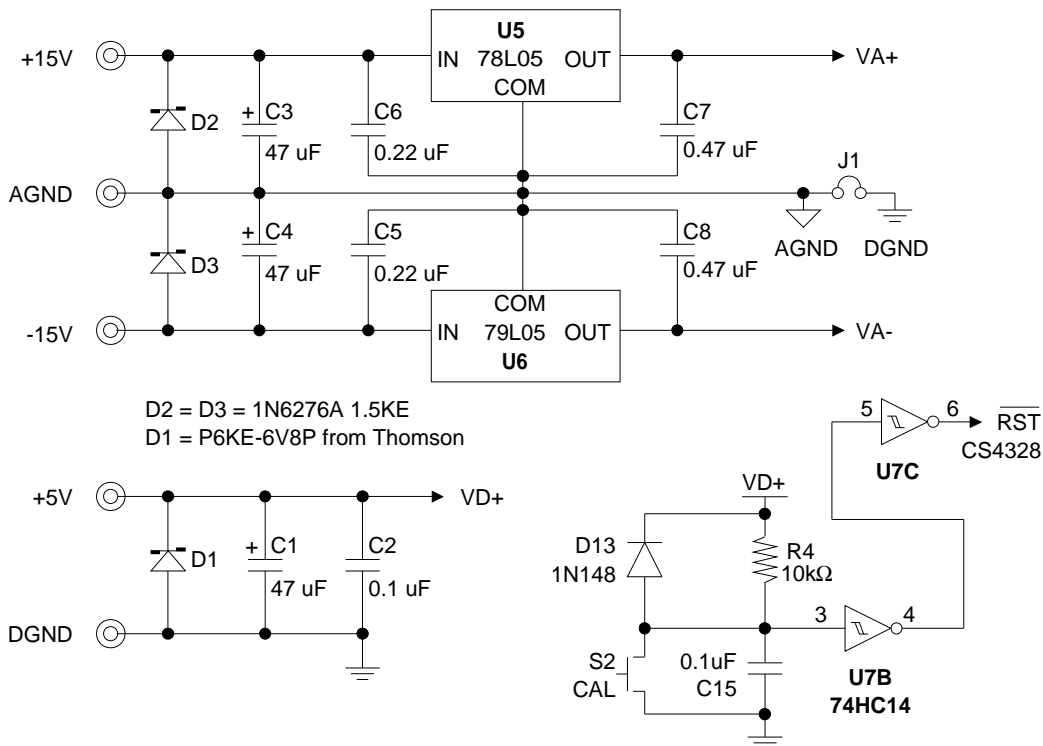 U5
+15V
IN 78L05 OUT
COM
VA+
D2
+ C3
47 uF
C6
0.22 uF
C7
0.47 uF
AGND
J1
AGND
DGND
D3
+ C4
47 uF
C5
0.22 uF
C8
0.47 uF
COM
-15V
IN 79L05 OUT
U6
VA-
D2 = D3 = 1N6276A 1.5KE
D1 = P6KE-6V8P from Thomson
+5V
VD+
D1
+ C1
47 uF
C2
0.1 uF
DGND
5
6
RST
CS4328
U7C
VD+
D13
1N148
R4
10kΩ
3
4
S2
CAL
0.1uF
C15
U7B
74HC14